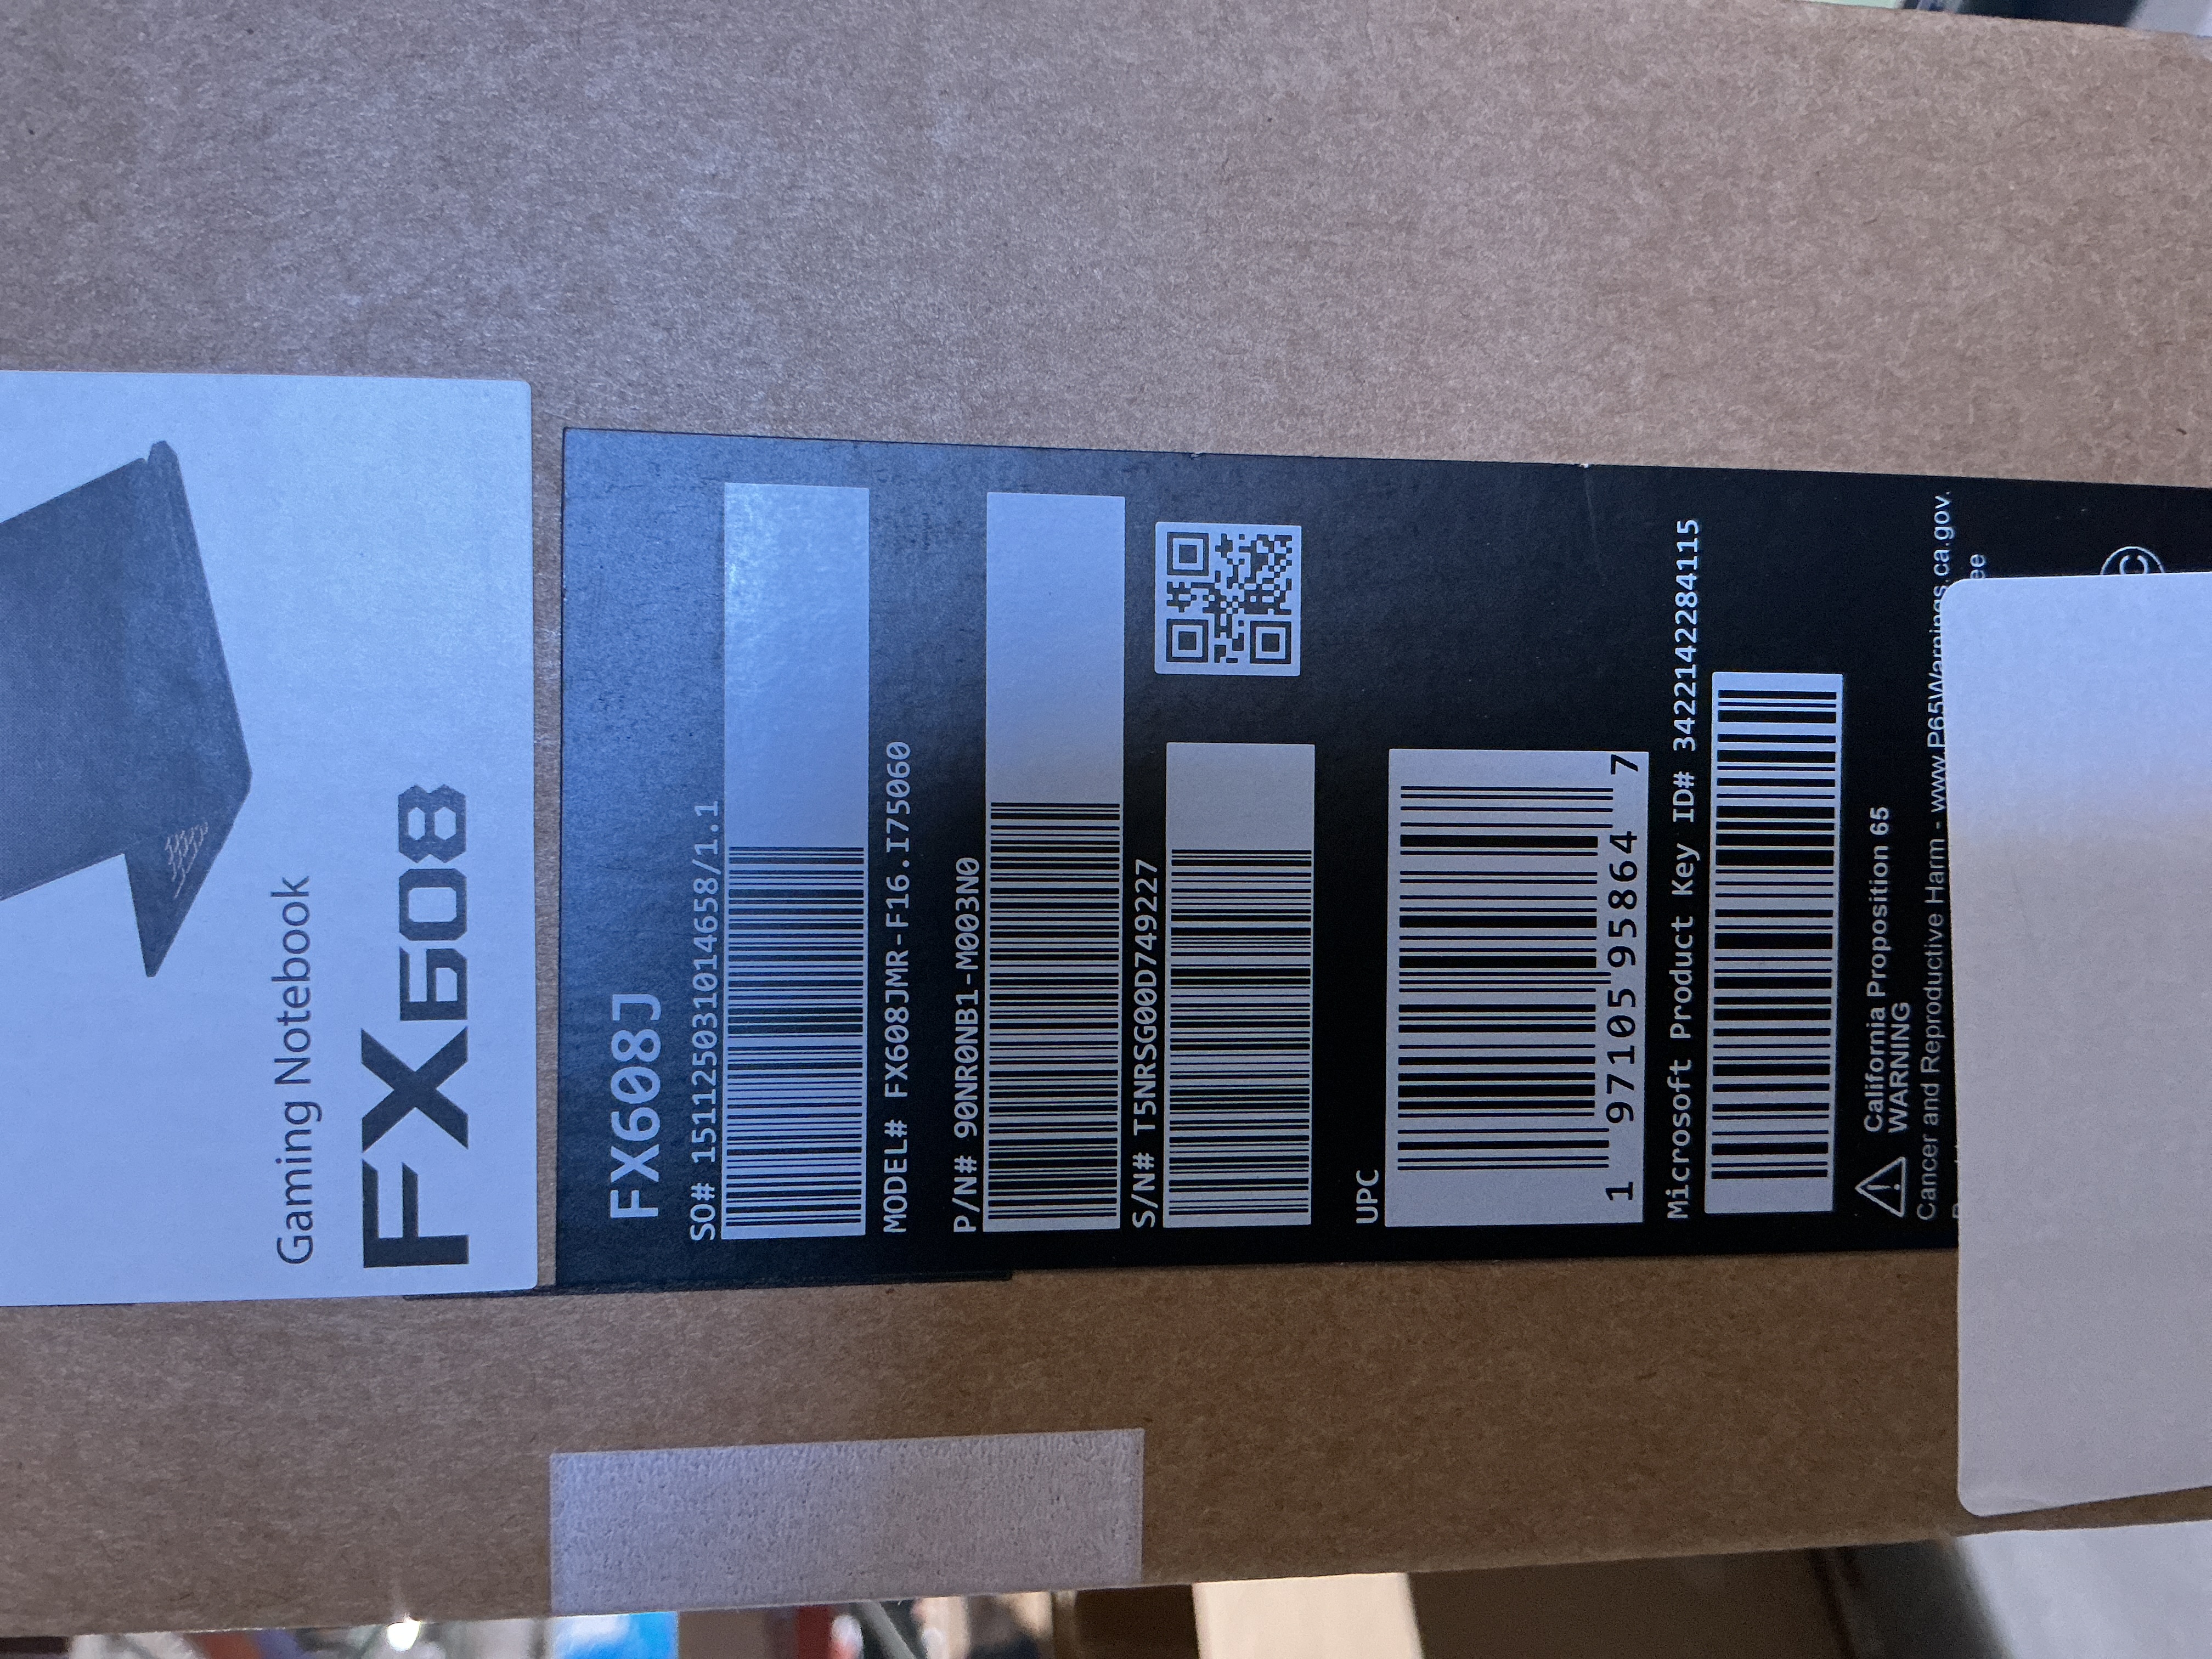 Gaming Notebook
FX608
FX608J
SO# 15112503101014658/1.1
MODEL# FX608JMR-F16.I75060
P/N# 90NR0NB1-M003N0
S/N# T5NRSG00D749227
UPC
1 97105 95864 7
Microsoft Product Key ID# 3422142284115
California Proposition 65
WARNING
Cancer and Reproductive Harm - www.P65Warnings.ca.gov.